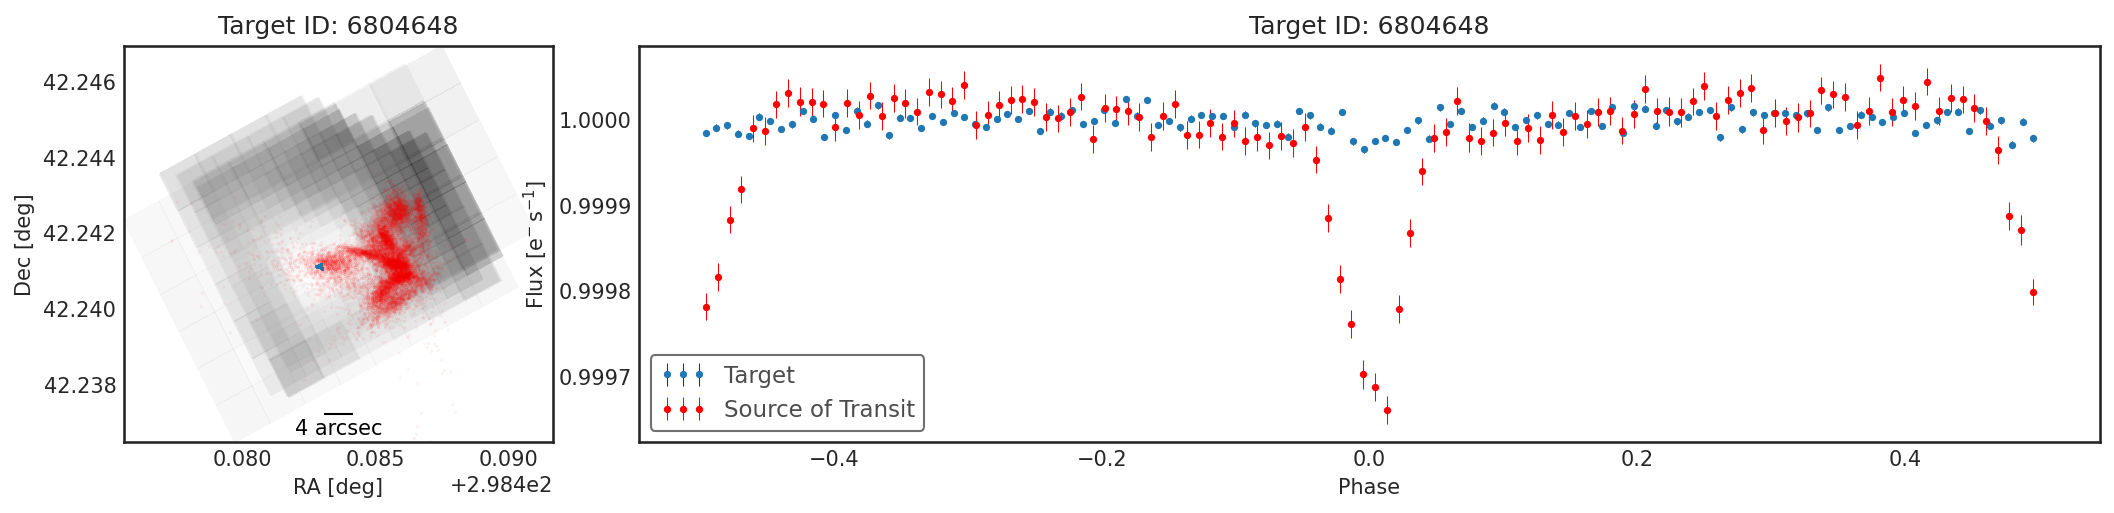 Target ID: 6804648
Dec [deg]
42.246
42.244
42.242
42.240
42.238
4 arcsec
0.080
0.085
0.090
RA [deg]
+2.984e2
Target ID: 6804648
Flux [e⁻ s⁻¹]
1.0000
0.9999
0.9998
0.9997
Target
Source of Transit
−0.4
−0.2
0.0
0.2
0.4
Phase